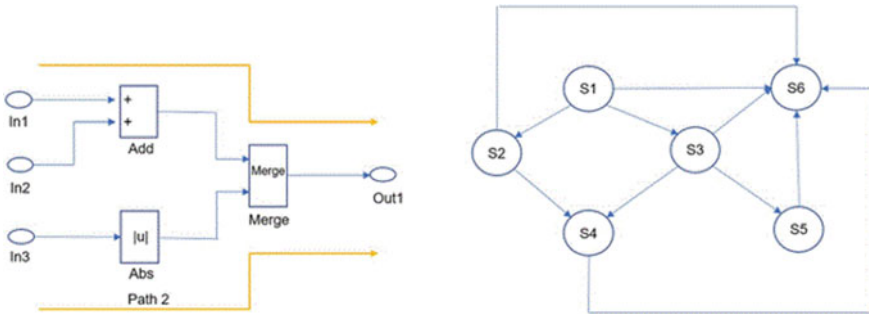 In1
In2
In3
+
+
Add
|u|
Abs
Path 2
Merge
Merge
Out1
S1
S2
S3
S4
S5
S6